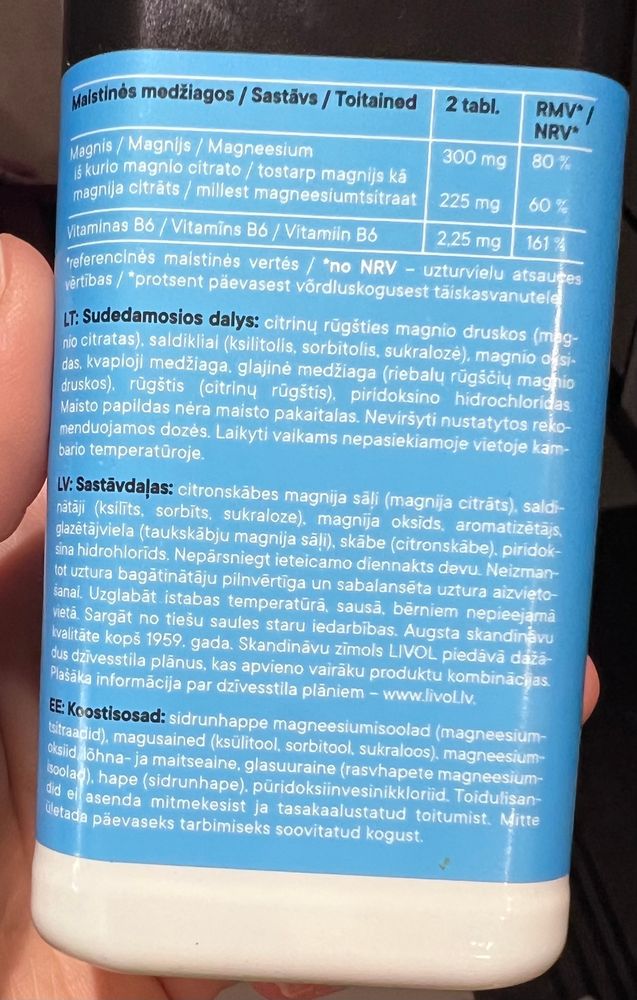 Maistinės medžiagos / Sastāvs / Toitained 2 tabl. RMV* / NRV*
Magnis / Magnijs / Magneesium 300 mg 80 %
iš kurio magnio citrato / tostarp magnijs kā
magnija citrāts / millest magneesiumtsitraat 225 mg 60 %
Vitaminas B6 / Vitamīns B6 / Vitamiin B6 2,25 mg 161 %
*referencinės maistinės vertės / *no NRV – uzturvielu atsauces
vērtības / *protsent päevasest võrdluskogusest täiskasvanutele
LT: Sudedamosios dalys: citrinų rūgšties magnio druskos (mag-
nio citratas), saldikliai (ksilitolis, sorbitolis, sukralozė), magnio oksi-
das, kvapioji medžiaga, glajinė medžiaga (riebalų rūgščių magnio
druskos), rūgštis (citrinų rūgštis), piridoksino hidrochloridas.
Maisto papildas nėra maisto pakaitalas. Neviršyti nustatytos reko-
menduojamos dozės. Laikyti vaikams nepasiekiamoje vietoje kam-
bario temperatūroje.
LV: Sastāvdaļas: citronskābes magnija sāļi (magnija citrāts), saldi-
nātāji (ksilīts, sorbīts, sukraloze), magnija oksīds, aromatizētājs,
glazētājviela (taukskābju magnija sāļi), skābe (citronskābe), piridok-
sīna hidrohlorīds. Nepārsniegt ieteicamo diennakts devu. Neizman-
tot uztura bagātinātāju pilnvērtīga un sabalansēta uztura aizvieto-
šanai. Uzglabāt istabas temperatūrā, sausā, bērniem nepieejamā
vietā. Sargāt no tiešu saules staru iedarbības. Augsta skandināvu
kvalitāte kopš 1959. gada. Skandināvu zīmols LIVOL piedāvā dažā-
dus dzīvesstila plānus, kas apvieno vairāku produktu kombinācijas.
Plašāka informācija par dzīvesstila plāniem – www.livol.lv.
EE: Koostisosad: sidrunhappe magneesiumisoolad (magneesium-
tsitraadid), magusained (ksülitool, sorbitool, sukraloos), magneesium-
oksiid, lõhna- ja maitseaine, glasuuraine (rasvhapete magneesium-
isoolad), hape (sidrunhape), püridoksiinvesinikkloriid. Toidulisan-
did ei asenda mitmekesist ja tasakaalustatud toitumist. Mitte
ületada päevaseks tarbimiseks soovitatud kogust.